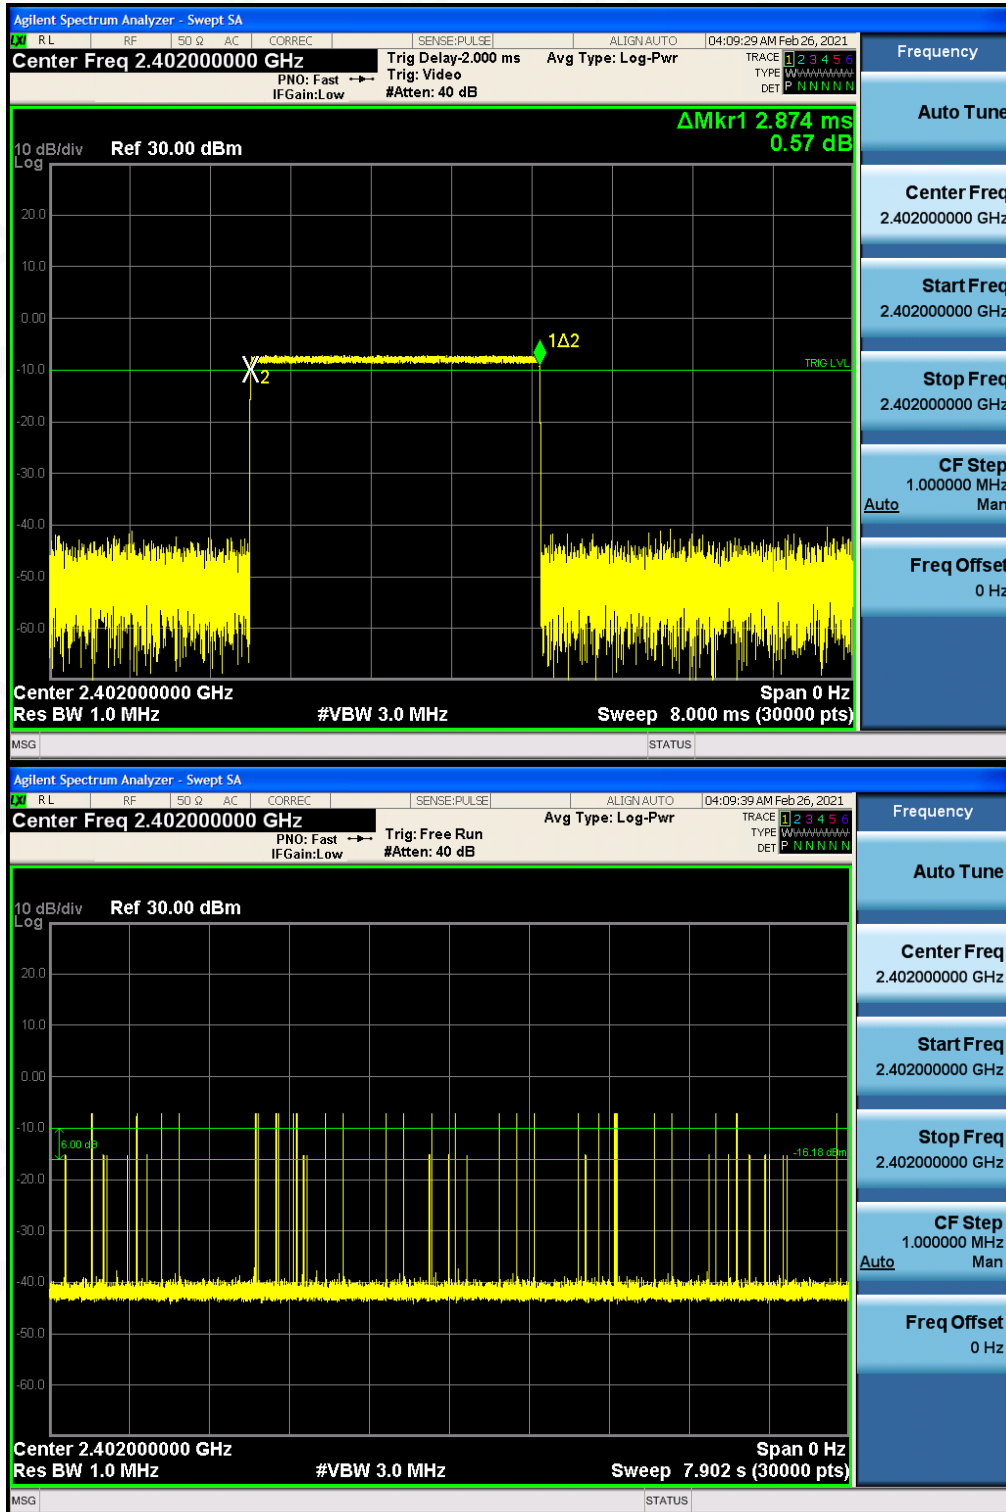 Agilent Spectrum Analyzer - Swept SA
LXI RL RF 50 Ω AC CORREC SENSE:PULSE ALIGN AUTO 04:09:29 AM Feb 26, 2021
Center Freq 2.402000000 GHz
PNO: Fast
IFGain:Low
Trig Delay-2.000 ms
Trig: Video
#Atten: 40 dB
Avg Type: Log-Pwr
TRACE 1 2 3 4 5 6
TYPE WWWWWW
DET P N N N N N
ΔMkr1 2.874 ms
0.57 dB
10 dB/div
Log
Ref 30.00 dBm
20.0
10.0
0.00
-10.0
-20.0
-30.0
-40.0
-50.0
-60.0
2
1Δ2
TRIG LVL
Center 2.402000000 GHz
Span 0 Hz
Res BW 1.0 MHz
#VBW 3.0 MHz
Sweep 8.000 ms (30000 pts)
MSG
STATUS
Frequency
Auto Tune
Center Freq
2.402000000 GHz
Start Freq
2.402000000 GHz
Stop Freq
2.402000000 GHz
CF Step
1.000000 MHz
Auto Man
Freq Offset
0 Hz
Agilent Spectrum Analyzer - Swept SA
LXI RL RF 50 Ω AC CORREC SENSE:PULSE ALIGN AUTO 04:09:39 AM Feb 26, 2021
Center Freq 2.402000000 GHz
PNO: Fast
IFGain:Low
Trig: Free Run
#Atten: 40 dB
Avg Type: Log-Pwr
TRACE 1 2 3 4 5 6
TYPE WWWWWW
DET P N N N N N
10 dB/div
Log
Ref 30.00 dBm
20.0
10.0
0.00
-10.0
-20.0
-30.0
-40.0
-50.0
-60.0
6.00 dB
-16.18 dBm
Center 2.402000000 GHz
Span 0 Hz
Res BW 1.0 MHz
#VBW 3.0 MHz
Sweep 7.902 s (30000 pts)
MSG
STATUS
Frequency
Auto Tune
Center Freq
2.402000000 GHz
Start Freq
2.402000000 GHz
Stop Freq
2.402000000 GHz
CF Step
1.000000 MHz
Auto Man
Freq Offset
0 Hz